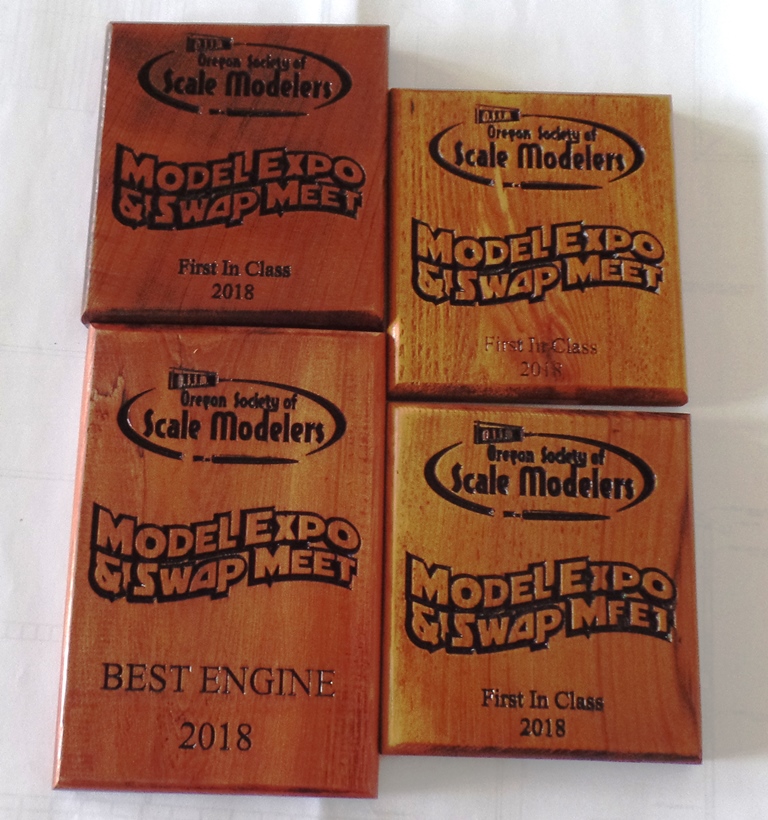 O.S.S.M.
Oregon Society of
Scale Modelers
MODEL EXPO
& SWAP MEET
First In Class
2018
O.S.S.M.
Oregon Society of
Scale Modelers
MODEL EXPO
& SWAP MEET
First In Class
2018
O.S.S.M.
Oregon Society of
Scale Modelers
MODEL EXPO
& SWAP MEET
BEST ENGINE
2018
O.S.S.M.
Oregon Society of
Scale Modelers
MODEL EXPO
& SWAP MEET
First In Class
2018